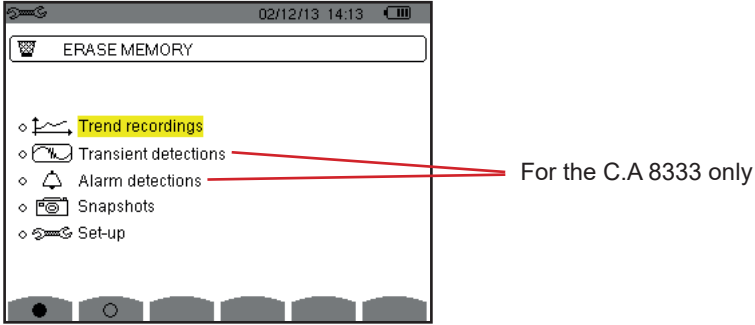 02/12/13 14:13
ERASE MEMORY
Trend recordings
Transient detections
Alarm detections
Snapshots
Set-up
For the C.A 8333 only